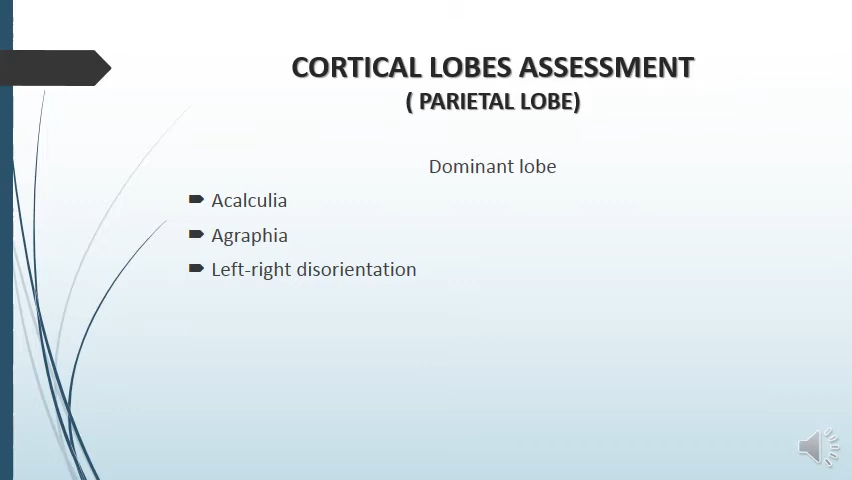 CORTICAL LOBES ASSESSMENT
( PARIETAL LOBE)
Dominant lobe
Acalculia
Agraphia
Left-right disorientation